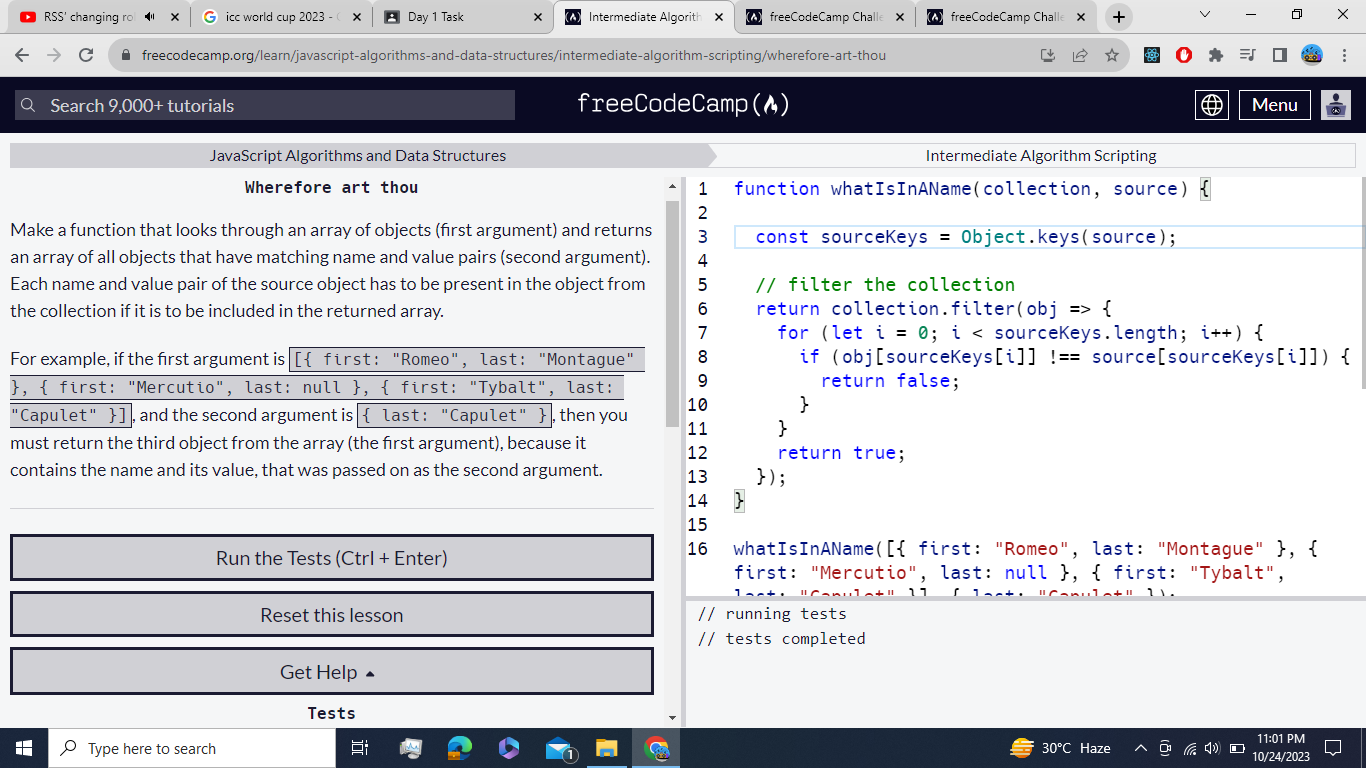 RSS' changing ro
icc world cup 2023 -
Day 1 Task
Intermediate Algorith
freeCodeCamp Challe
freeCodeCamp Challe
freecodecamp.org/learn/javascript-algorithms-and-data-structures/intermediate-algorithm-scripting/wherefore-art-thou
Search 9,000+ tutorials
freeCodeCamp
Menu
JavaScript Algorithms and Data Structures
Intermediate Algorithm Scripting
Wherefore art thou
Make a function that looks through an array of objects (first argument) and returns
an array of all objects that have matching name and value pairs (second argument).
Each name and value pair of the source object has to be present in the object from
the collection if it is to be included in the returned array.
For example, if the first argument is [{ first: "Romeo", last: "Montague"
}, { first: "Mercutio", last: null }, { first: "Tybalt", last:
"Capulet" }], and the second argument is { last: "Capulet" }, then you
must return the third object from the array (the first argument), because it
contains the name and its value, that was passed on as the second argument.
Run the Tests (Ctrl + Enter)
Reset this lesson
Get Help
Tests
1 function whatIsInAName(collection, source) {
2
3 const sourceKeys = Object.keys(source);
4
5 // filter the collection
6 return collection.filter(obj => {
7 for (let i = 0; i < sourceKeys.length; i++) {
8 if (obj[sourceKeys[i]] !== source[sourceKeys[i]]) {
9 return false;
10 }
11 }
12 return true;
13 });
14 }
15
16 whatIsInAName([{ first: "Romeo", last: "Montague" }, {
first: "Mercutio", last: null }, { first: "Tybalt",
last: "Capulet" }], { last: "Capulet" });
// running tests
// tests completed
Type here to search
1
30°C Haze
11:01 PM
10/24/2023